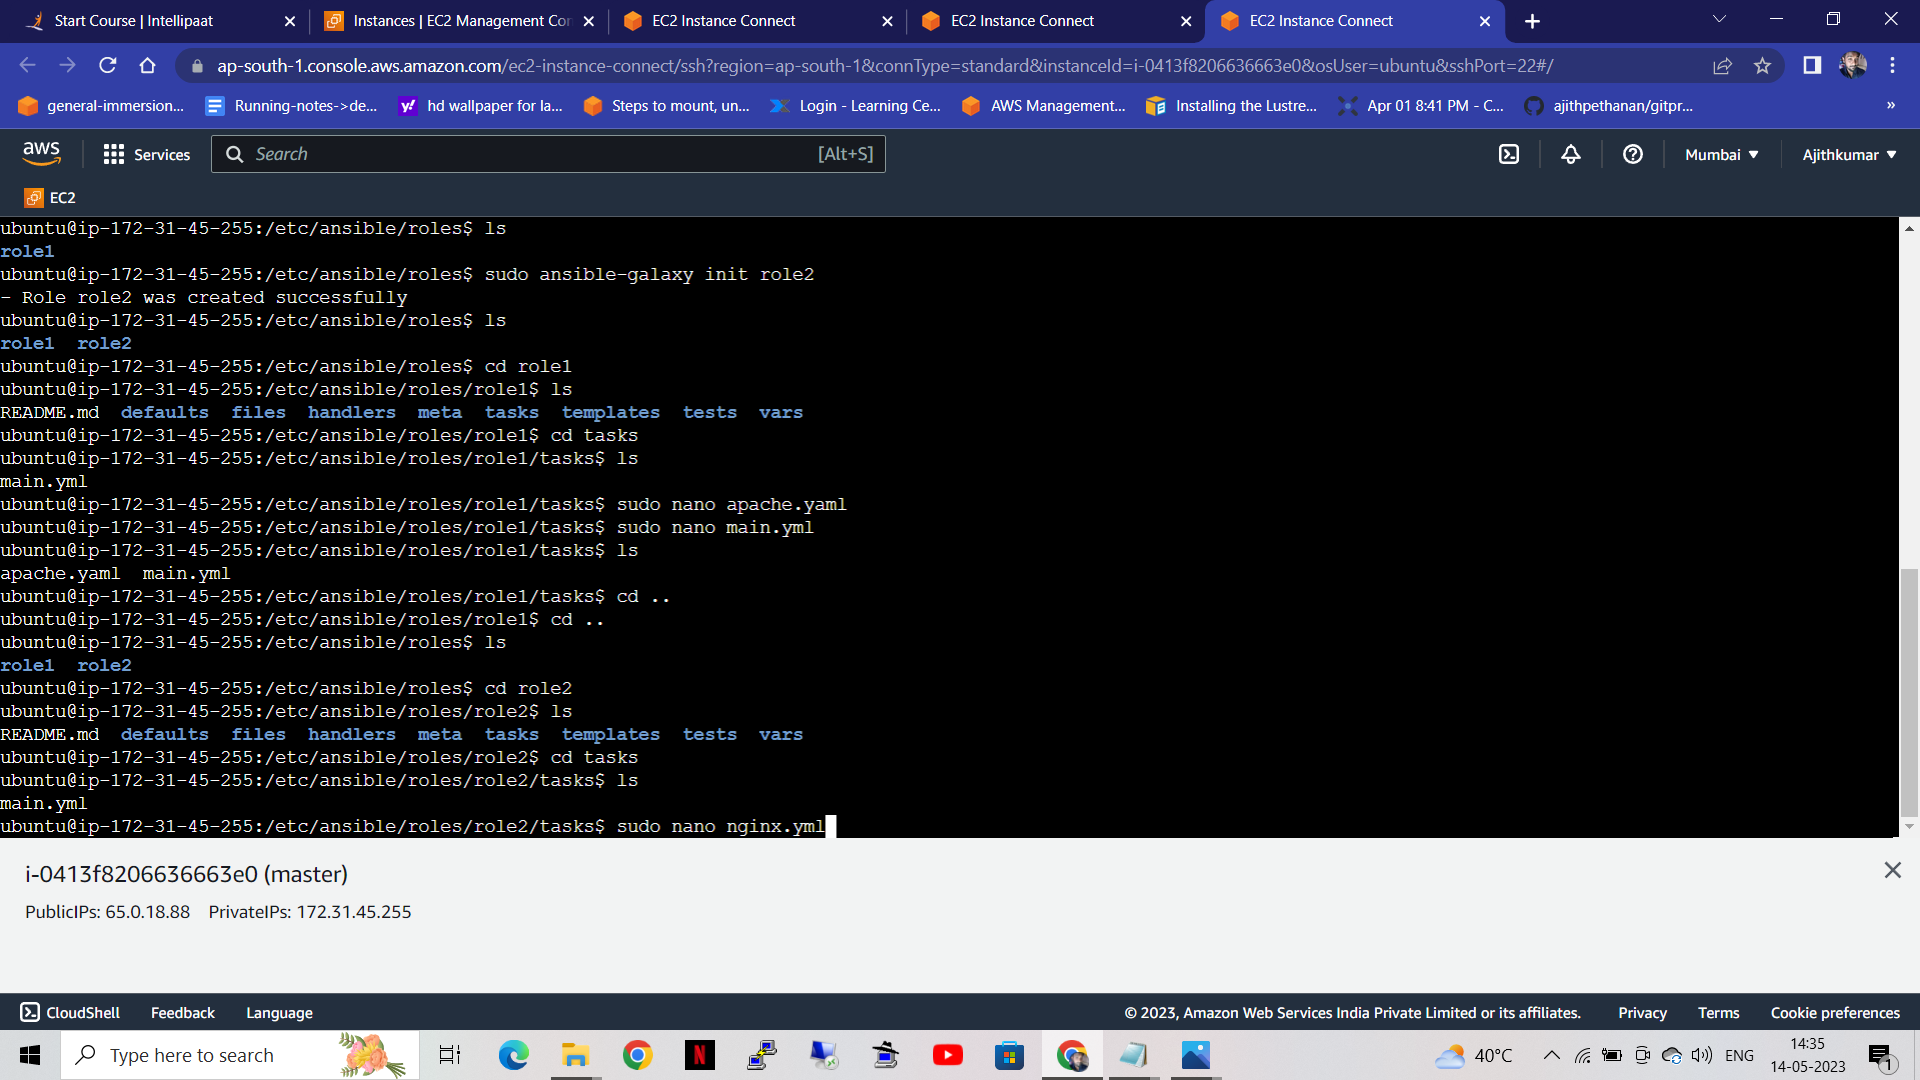 Start Course | Intellipaat
Instances | EC2 Management Con
EC2 Instance Connect
EC2 Instance Connect
EC2 Instance Connect
ap-south-1.console.aws.amazon.com/ec2-instance-connect/ssh?region=ap-south-1&connType=standard&instanceId=i-0413f8206636663e0&osUser=ubuntu&sshPort=22#/
general-immersion...
Running-notes->de...
y!
hd wallpaper for la...
Steps to mount, un...
Login - Learning Ce...
AWS Management...
Installing the Lustre...
Apr 01 8:41 PM - C...
ajithpethanan/gitpr...
»
aws
Services
Search
[Alt+S]
Mumbai
Ajithkumar
EC2
ubuntu@ip-172-31-45-255:/etc/ansible/roles$ ls
role1
ubuntu@ip-172-31-45-255:/etc/ansible/roles$ sudo ansible-galaxy init role2
- Role role2 was created successfully
ubuntu@ip-172-31-45-255:/etc/ansible/roles$ ls
role1  role2
ubuntu@ip-172-31-45-255:/etc/ansible/roles$ cd role1
ubuntu@ip-172-31-45-255:/etc/ansible/roles/role1$ ls
README.md  defaults  files  handlers  meta  tasks  templates  tests  vars
ubuntu@ip-172-31-45-255:/etc/ansible/roles/role1$ cd tasks
ubuntu@ip-172-31-45-255:/etc/ansible/roles/role1/tasks$ ls
main.yml
ubuntu@ip-172-31-45-255:/etc/ansible/roles/role1/tasks$ sudo nano apache.yaml
ubuntu@ip-172-31-45-255:/etc/ansible/roles/role1/tasks$ sudo nano main.yml
ubuntu@ip-172-31-45-255:/etc/ansible/roles/role1/tasks$ ls
apache.yaml  main.yml
ubuntu@ip-172-31-45-255:/etc/ansible/roles/role1/tasks$ cd ..
ubuntu@ip-172-31-45-255:/etc/ansible/roles/role1$ cd ..
ubuntu@ip-172-31-45-255:/etc/ansible/roles$ ls
role1  role2
ubuntu@ip-172-31-45-255:/etc/ansible/roles$ cd role2
ubuntu@ip-172-31-45-255:/etc/ansible/roles/role2$ ls
README.md  defaults  files  handlers  meta  tasks  templates  tests  vars
ubuntu@ip-172-31-45-255:/etc/ansible/roles/role2$ cd tasks
ubuntu@ip-172-31-45-255:/etc/ansible/roles/role2/tasks$ ls
main.yml
ubuntu@ip-172-31-45-255:/etc/ansible/roles/role2/tasks$ sudo nano nginx.yml
i-0413f8206636663e0 (master)
PublicIPs: 65.0.18.88 PrivateIPs: 172.31.45.255
CloudShell
Feedback
Language
© 2023, Amazon Web Services India Private Limited or its affiliates.
Privacy
Terms
Cookie preferences
Type here to search
N
40°C
ENG
14:35
14-05-2023
1